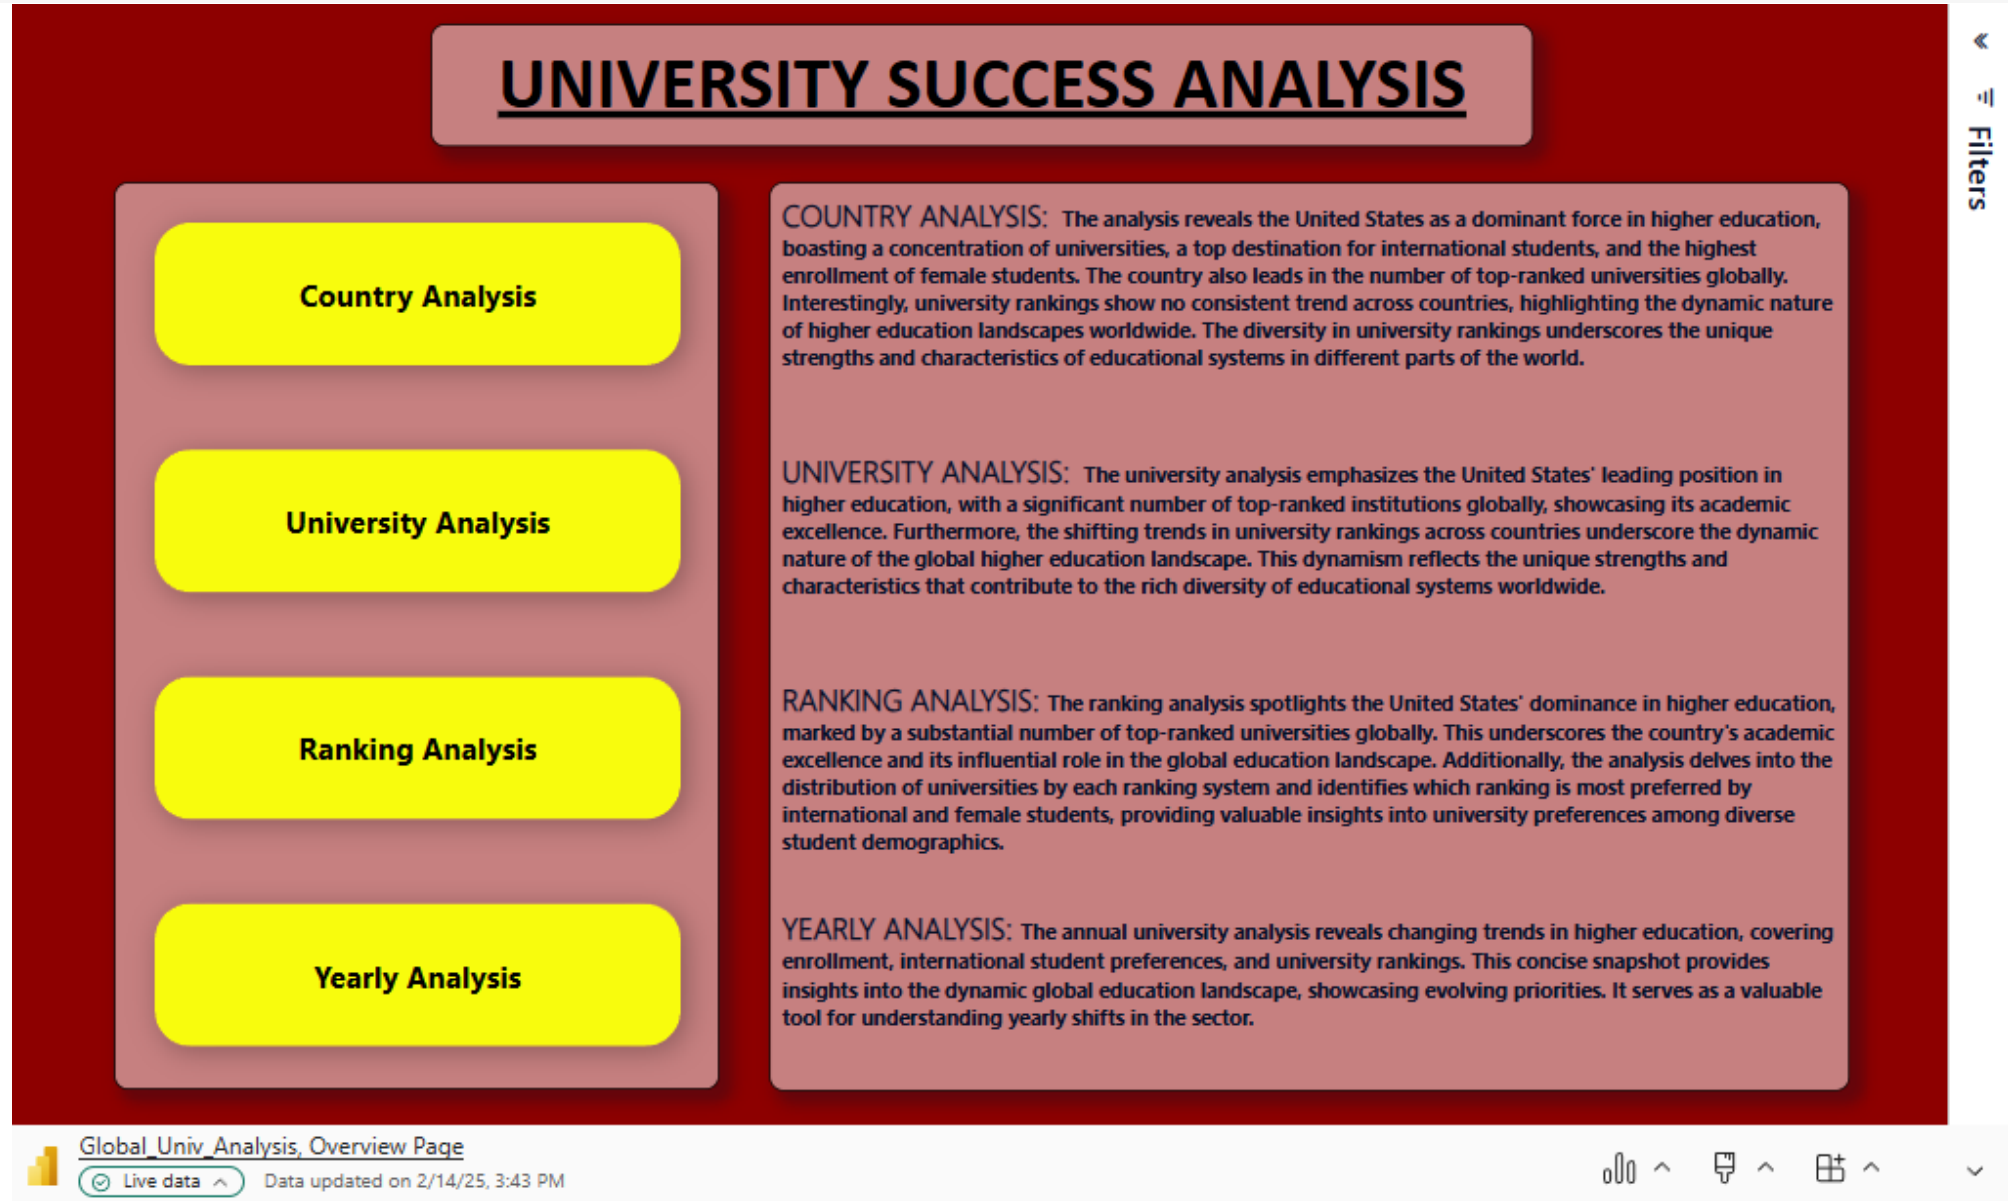 UNIVERSITY SUCCESS ANALYSIS
Filters
Country Analysis
University Analysis
Ranking Analysis
Yearly Analysis
COUNTRY ANALYSIS: The analysis reveals the United States as a dominant force in higher education,
boasting a concentration of universities, a top destination for international students, and the highest
enrollment of female students. The country also leads in the number of top-ranked universities globally.
Interestingly, university rankings show no consistent trend across countries, highlighting the dynamic nature
of higher education landscapes worldwide. The diversity in university rankings underscores the unique
strengths and characteristics of educational systems in different parts of the world.
UNIVERSITY ANALYSIS: The university analysis emphasizes the United States' leading position in
higher education, with a significant number of top-ranked institutions globally, showcasing its academic
excellence. Furthermore, the shifting trends in university rankings across countries underscore the dynamic
nature of the global higher education landscape. This dynamism reflects the unique strengths and
characteristics that contribute to the rich diversity of educational systems worldwide.
RANKING ANALYSIS: The ranking analysis spotlights the United States' dominance in higher education,
marked by a substantial number of top-ranked universities globally. This underscores the country's academic
excellence and its influential role in the global education landscape. Additionally, the analysis delves into the
distribution of universities by each ranking system and identifies which ranking is most preferred by
international and female students, providing valuable insights into university preferences among diverse
student demographics.
YEARLY ANALYSIS: The annual university analysis reveals changing trends in higher education, covering
enrollment, international student preferences, and university rankings. This concise snapshot provides
insights into the dynamic global education landscape, showcasing evolving priorities. It serves as a valuable
tool for understanding yearly shifts in the sector.
Global_Univ_Analysis, Overview Page
Live data
Data updated on 2/14/25, 3:43 PM